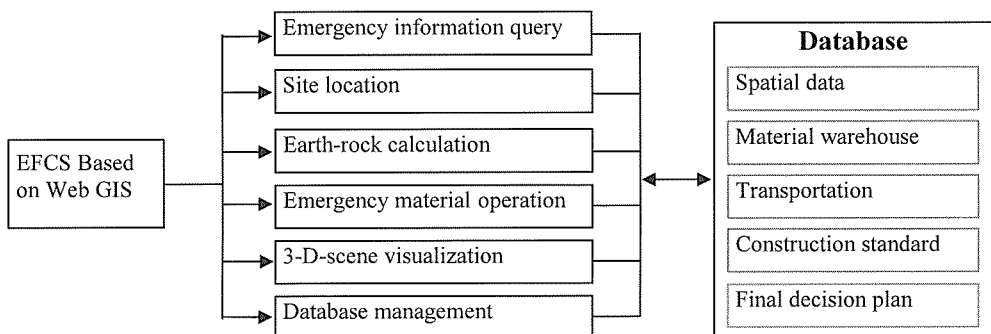 EFCS Based
on Web GIS
Emergency information query
Site location
Earth-rock calculation
Emergency material operation
3-D-scene visualization
Database management
Database
Spatial data
Material warehouse
Transportation
Construction standard
Final decision plan